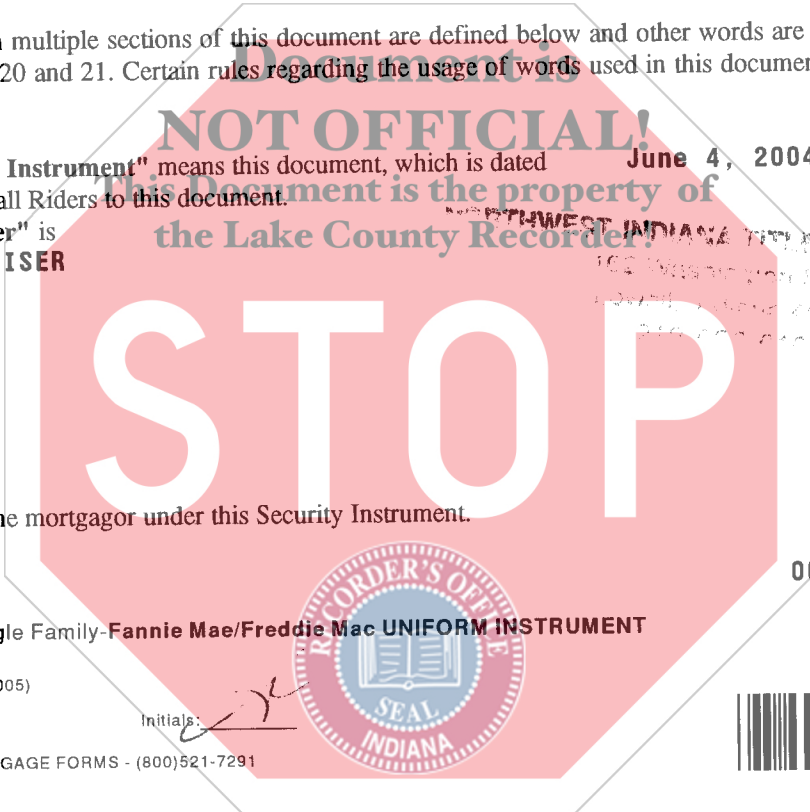 multiple sections of this document are defined below and other words are
Document is
20 and 21. Certain rules regarding the usage of words used in this documen
NOT OFFICIAL!
Instrument" means this document, which is dated June 4, 2004
This Document is the property of
all Riders to this document.
NORTHWEST INDIANA TITLE
er" is
the Lake County Recorder!
ISER
STOP
he mortgagor under this Security Instrument.
RECORDER'S OFFICE
gle Family-Fannie Mae/Freddie Mac UNIFORM INSTRUMENT
005)
SEAL
Initials:
INDIANA
GAGE FORMS - (800)521-7291